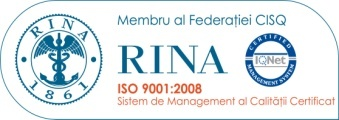 Membru al Federației CISQ
RINA
1861
RINA
CERTIFIED
IQNet
MANAGEMENT SYSTEM
ISO 9001:2008
Sistem de Management al Calității Certificat